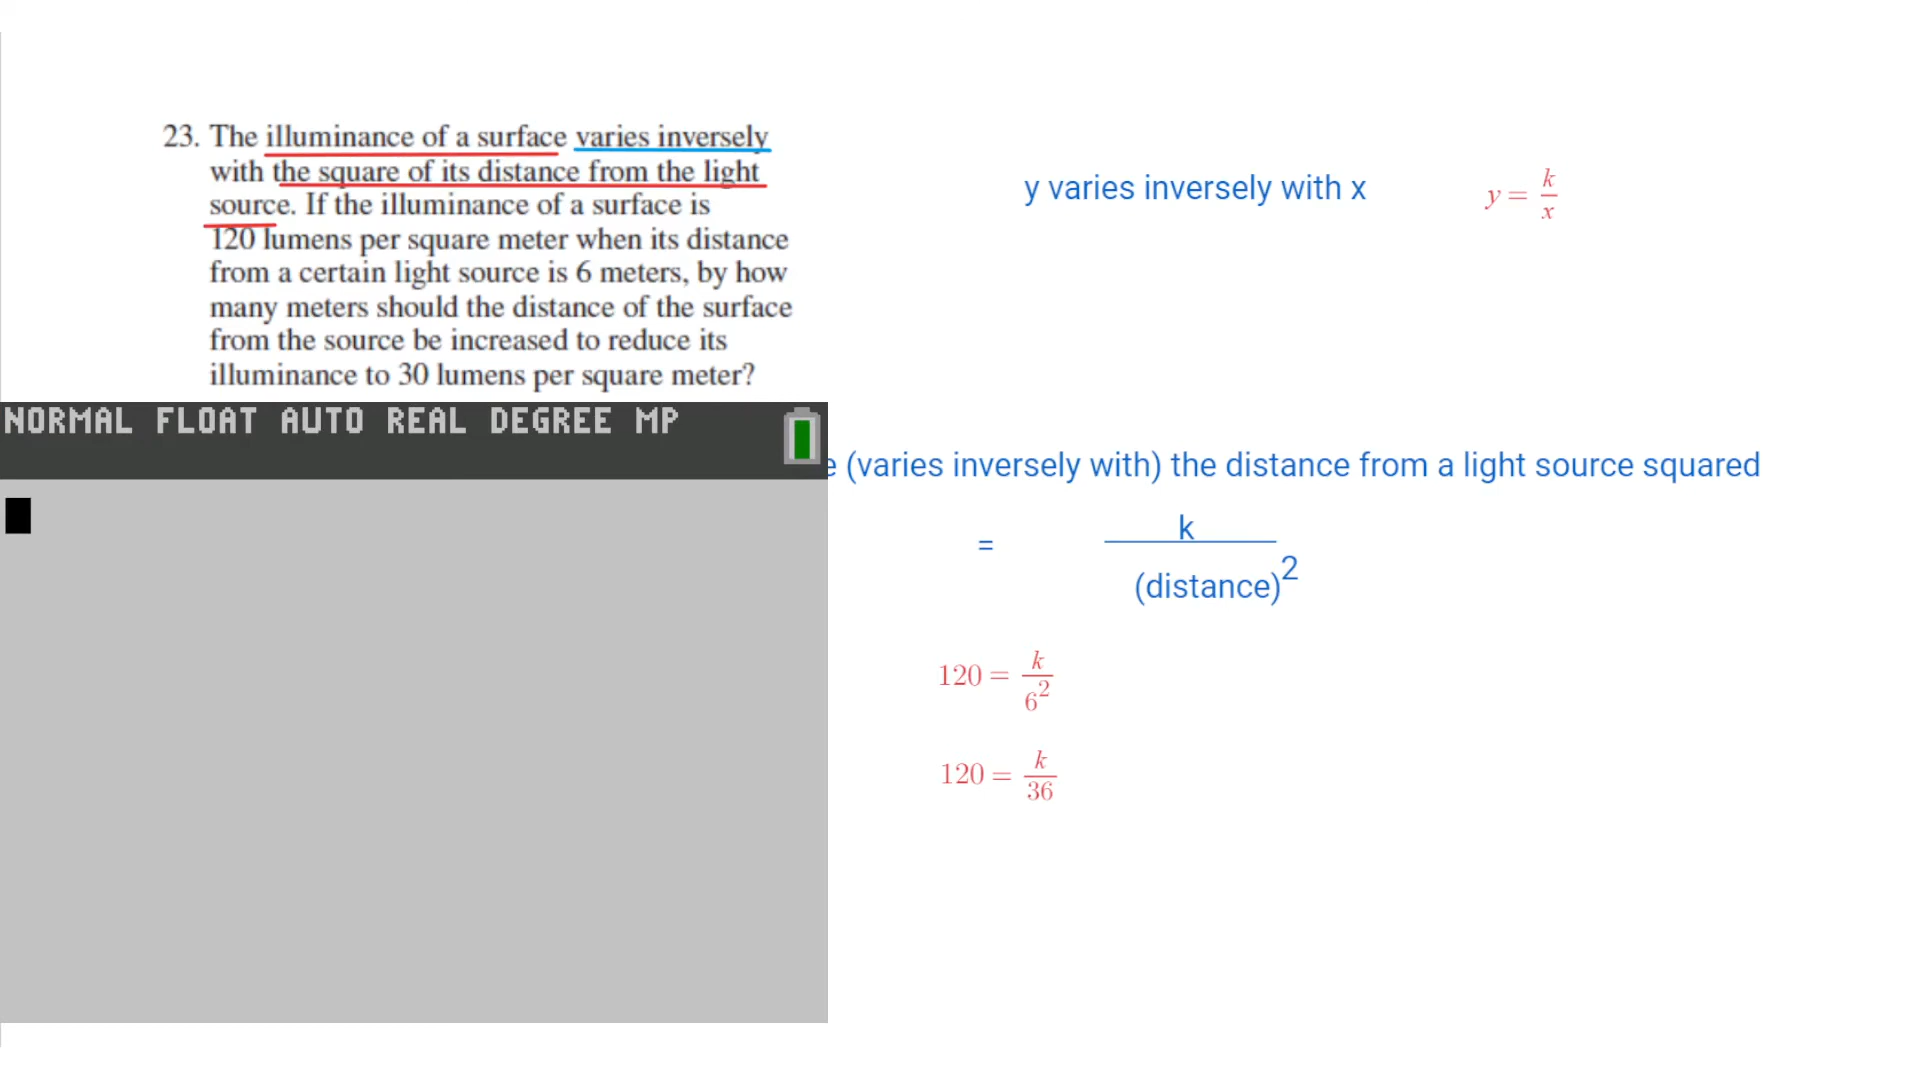 23. The illuminance of a surface varies inversely
with the square of its distance from the light
source. If the illuminance of a surface is
120 lumens per square meter when its distance
from a certain light source is 6 meters, by how
many meters should the distance of the surface
from the source be increased to reduce its
illuminance to 30 lumens per square meter?
y varies inversely with x
y = k/x
NORMAL FLOAT AUTO REAL DEGREE MP
(varies inversely with) the distance from a light source squared
= k/(distance)^2
120 = k/6^2
120 = k/36